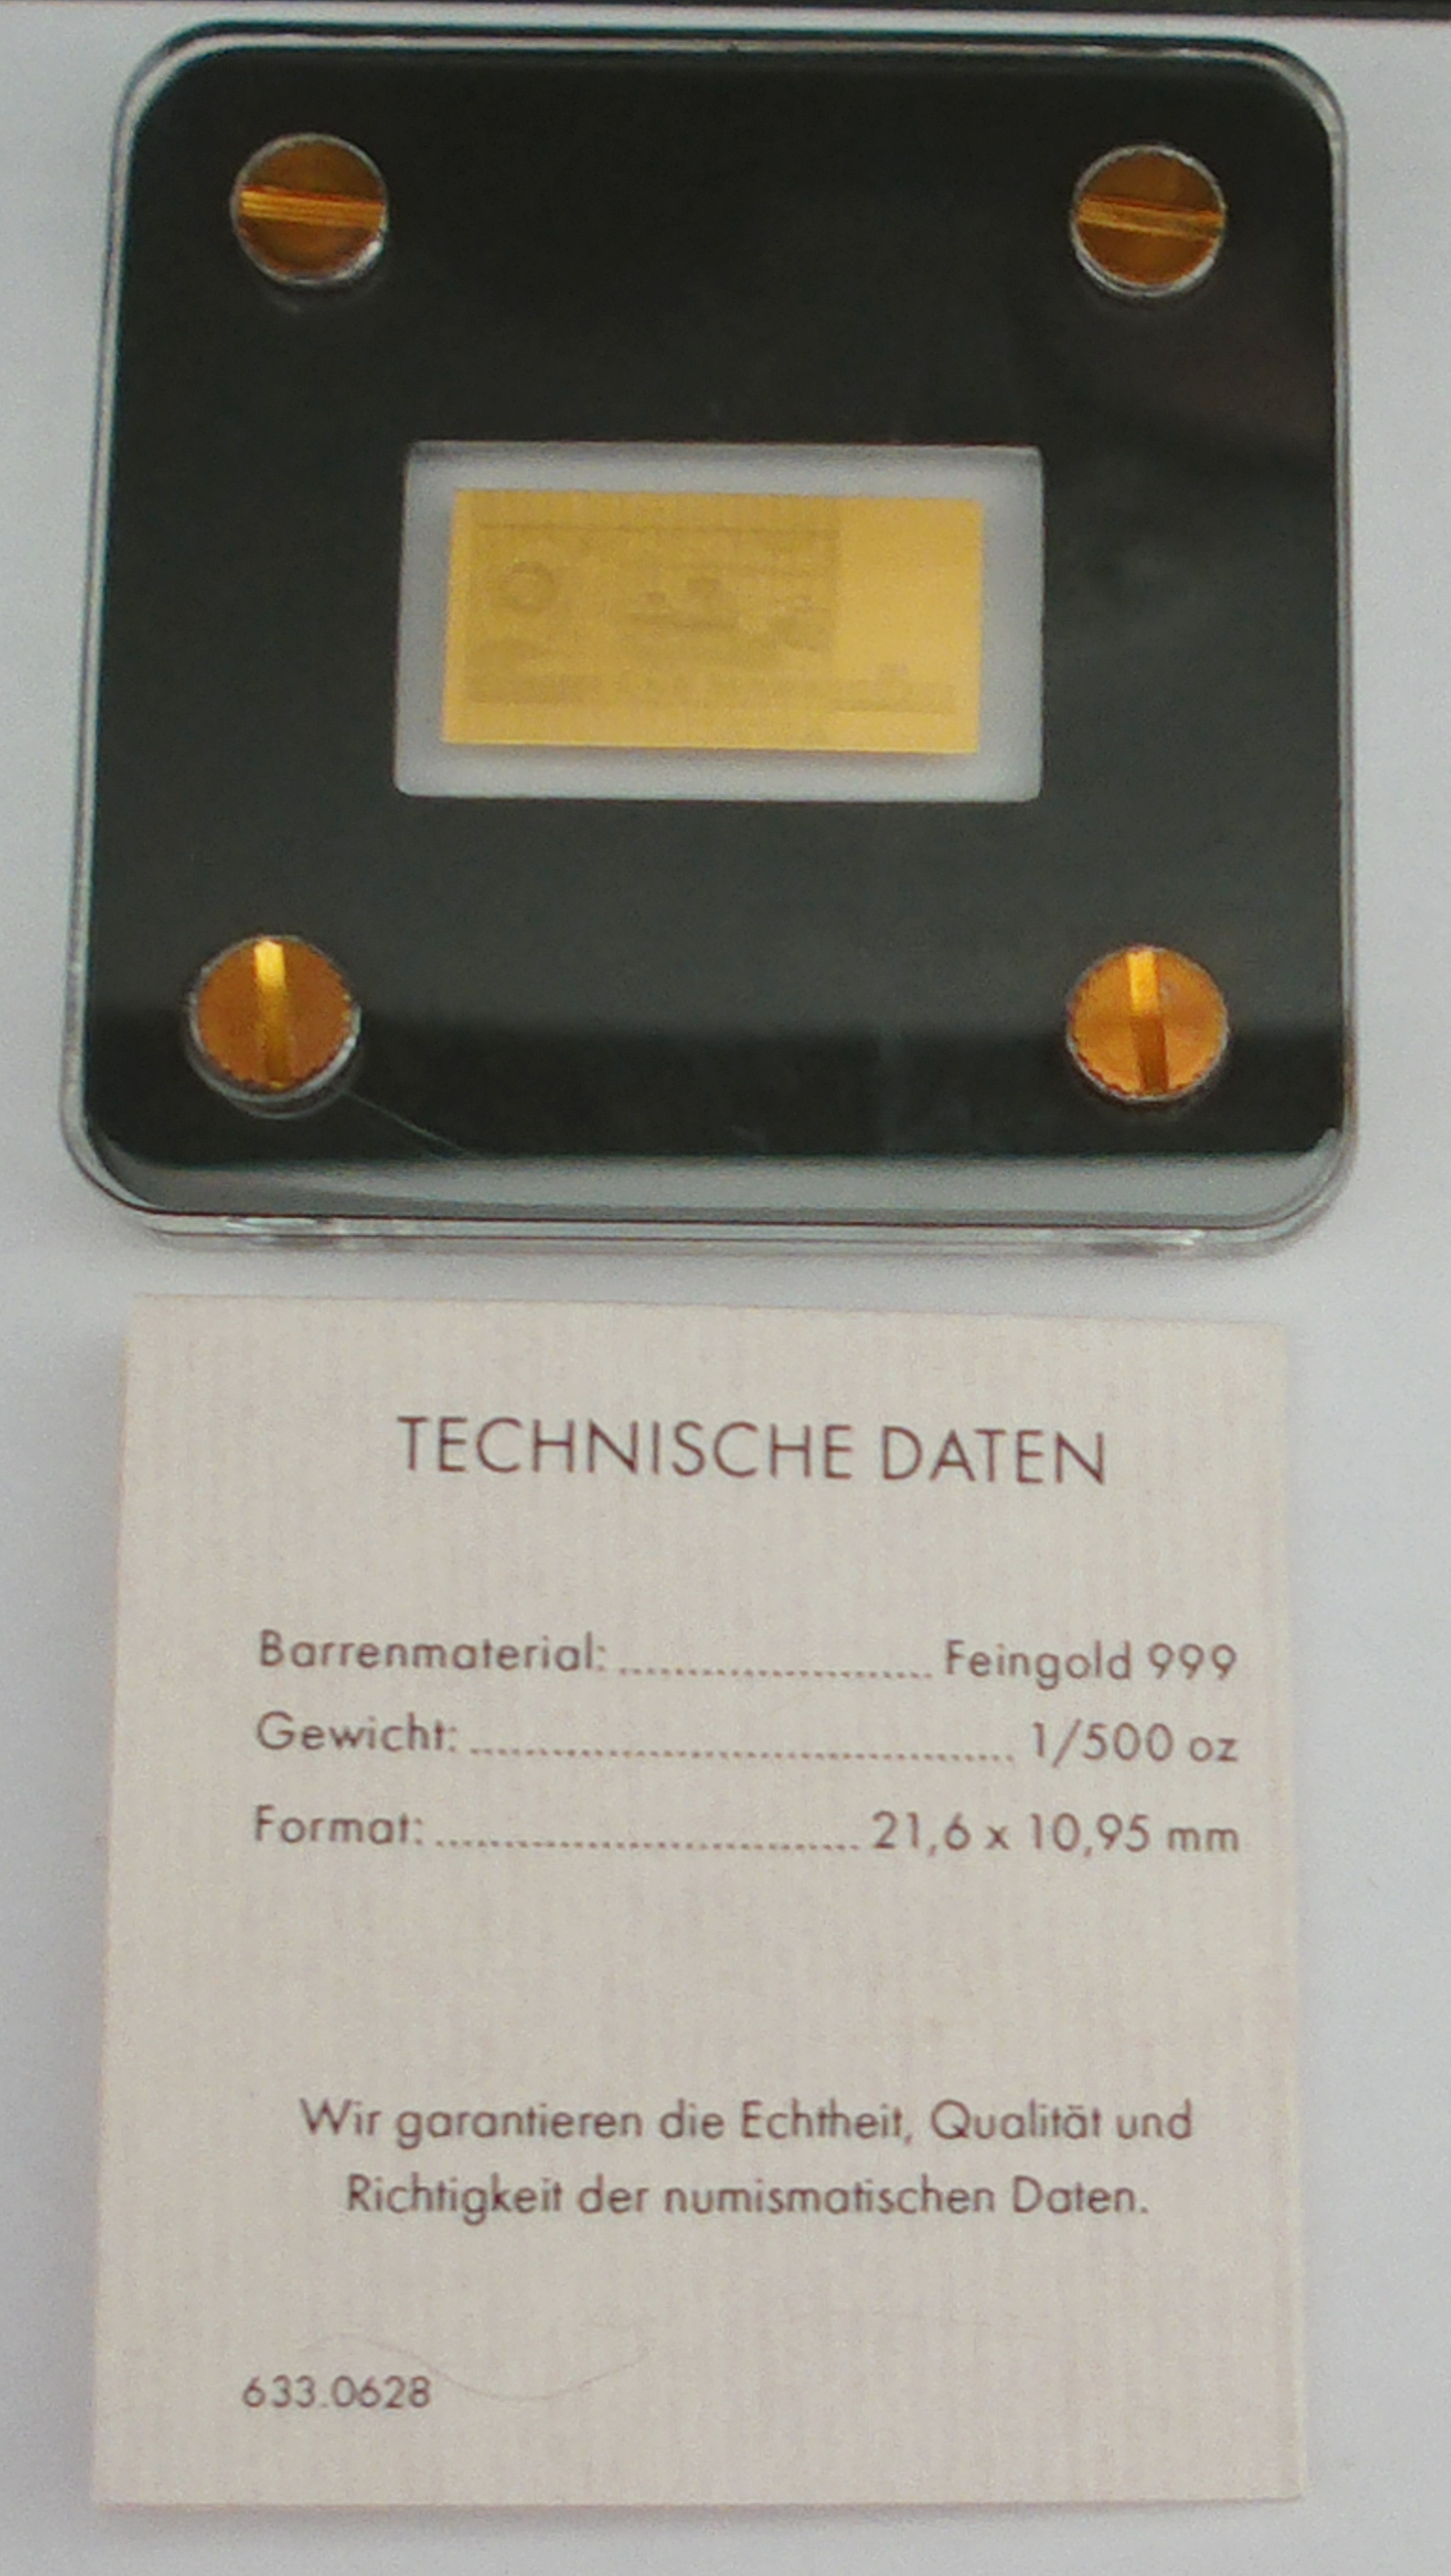 TECHNISCHE DATEN
Barrenmaterial: Feingold 999
Gewicht: 1/500 oz
Format: 21,6 x 10,95 mm
Wir garantieren die Echtheit, Qualität und
Richtigkeit der numismatischen Daten.
633.0628